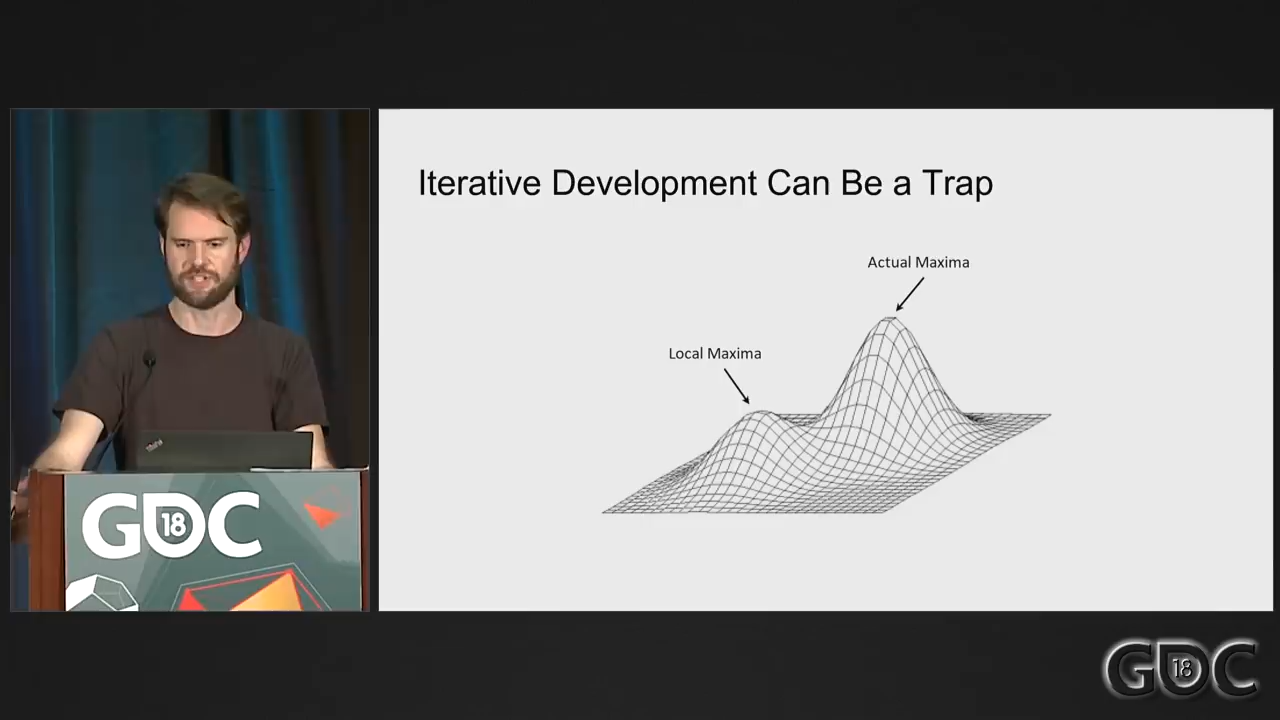 Iterative Development Can Be a Trap
Actual Maxima
Local Maxima
GDC
18
GDC
18